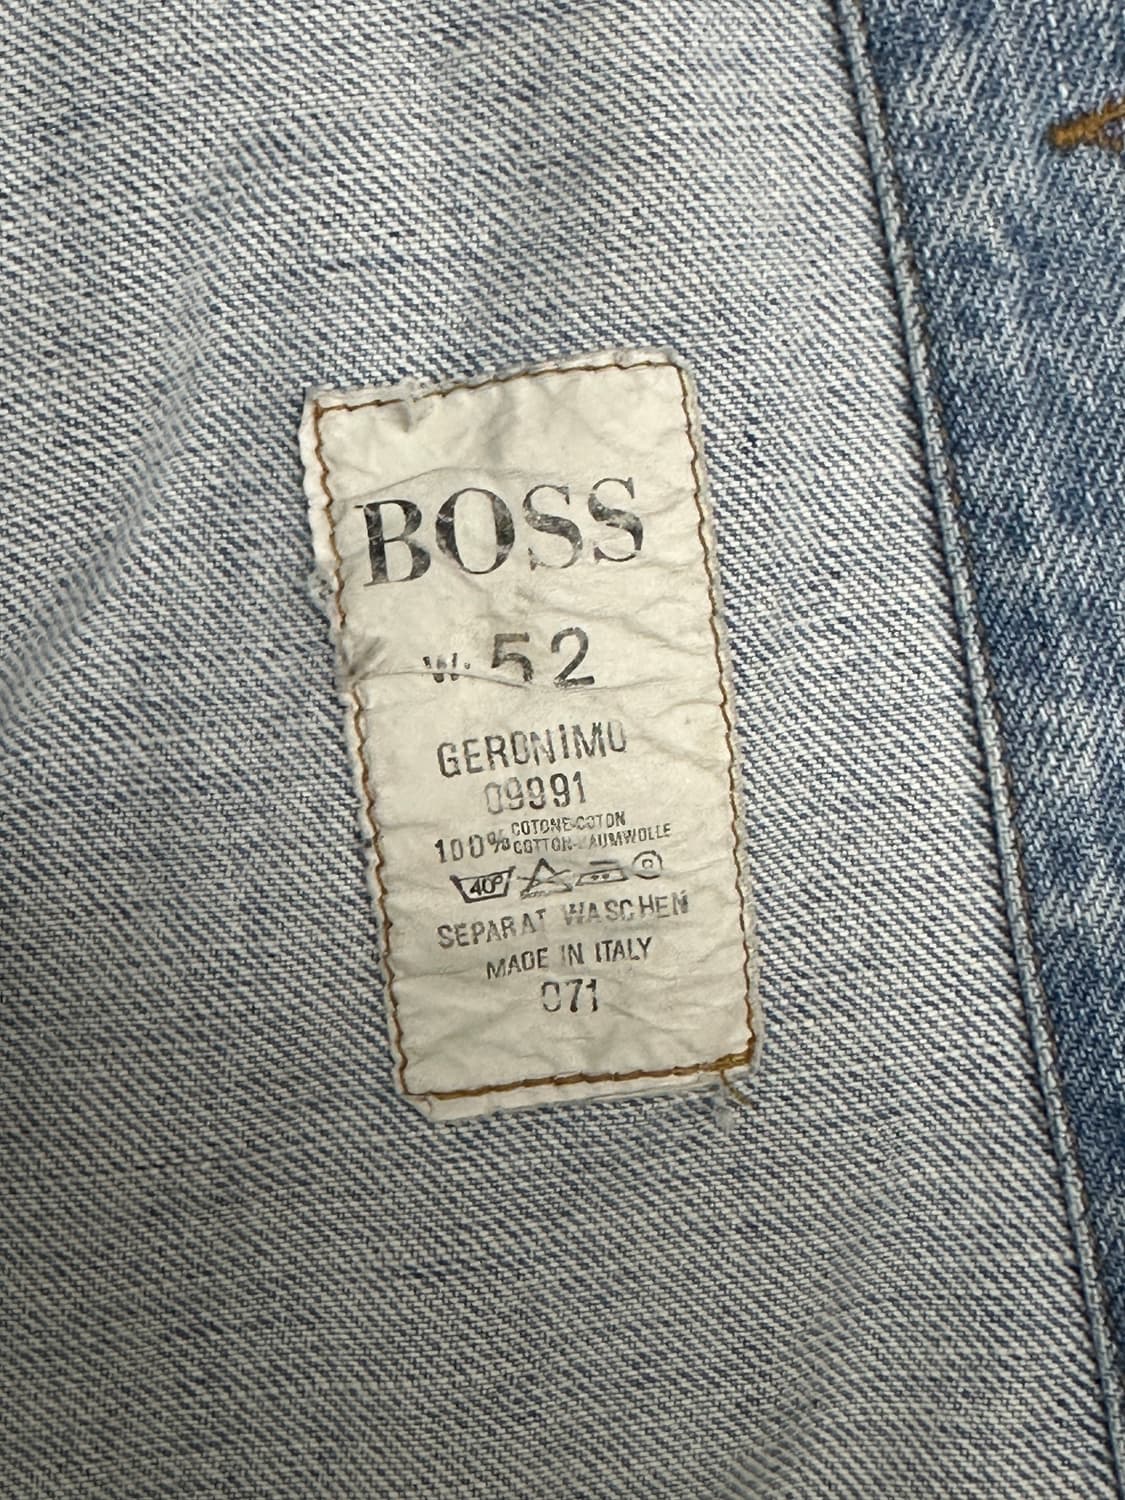 BOSS
W. 52
GERONIMO
09991
100% COTONE-COTON
COTTON-BAUMWOLLE
40°
SEPARAT WASCHEN
MADE IN ITALY
071